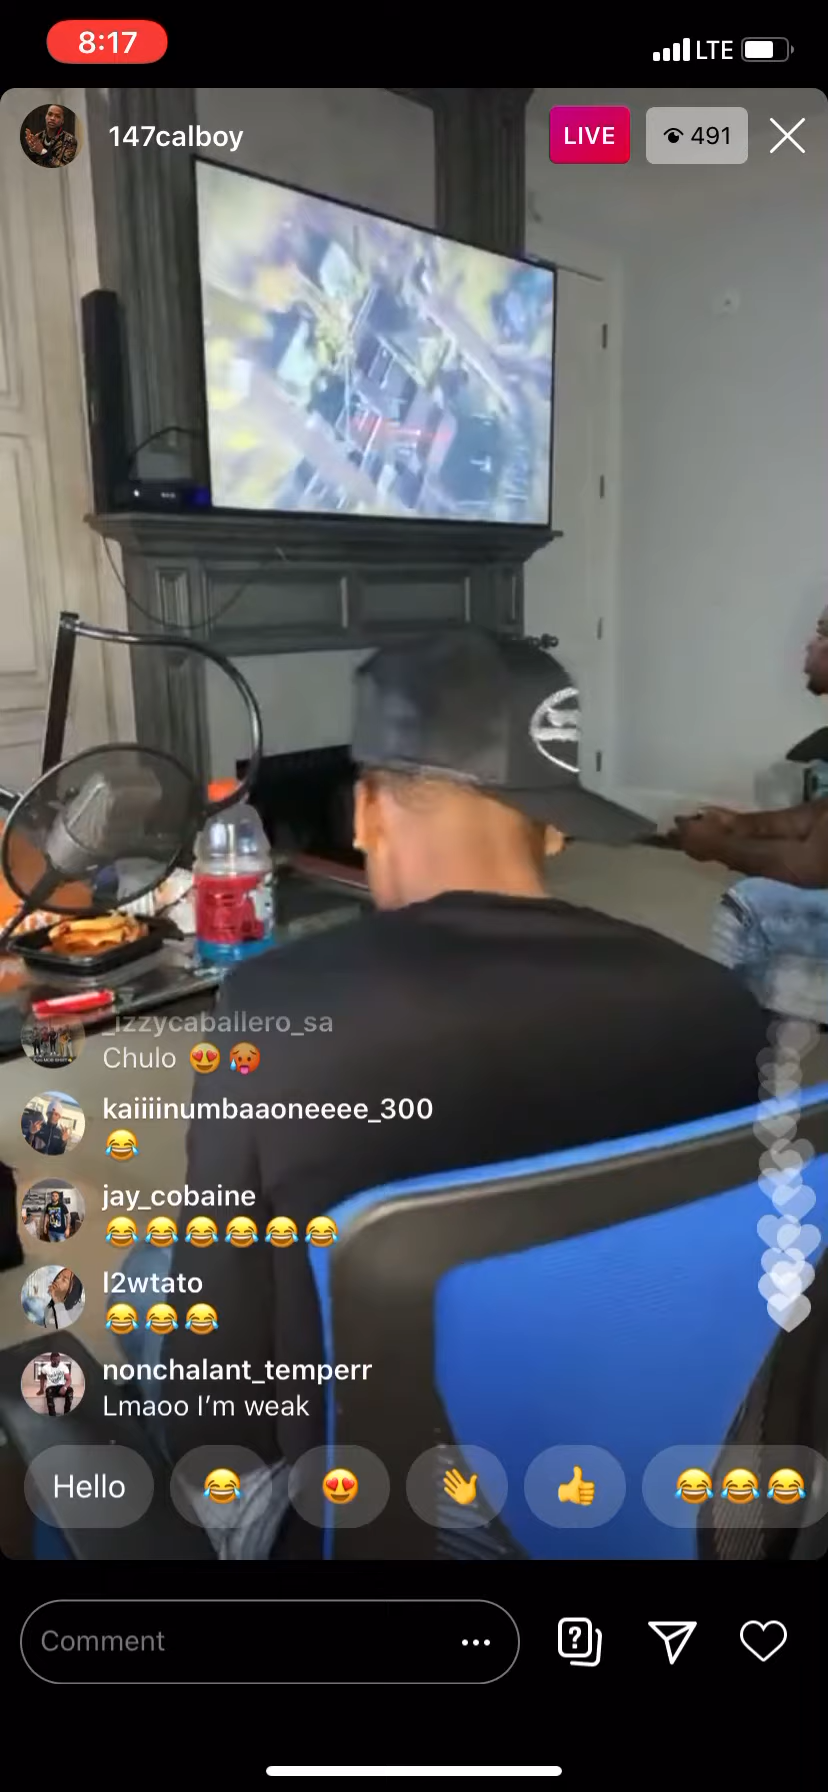 8:17
LTE
147calboy
LIVE
491
_izzycaballero_sa
Chulo 😍🥵
kaiiiinumbaaoneeee_300
😂
jay_cobaine
😂😂😂😂😂😂
l2wtato
😂😂😂
nonchalant_temperr
Lmaoo I'm weak
Hello 😂 😍 👋 👍 😂😂😂
Comment